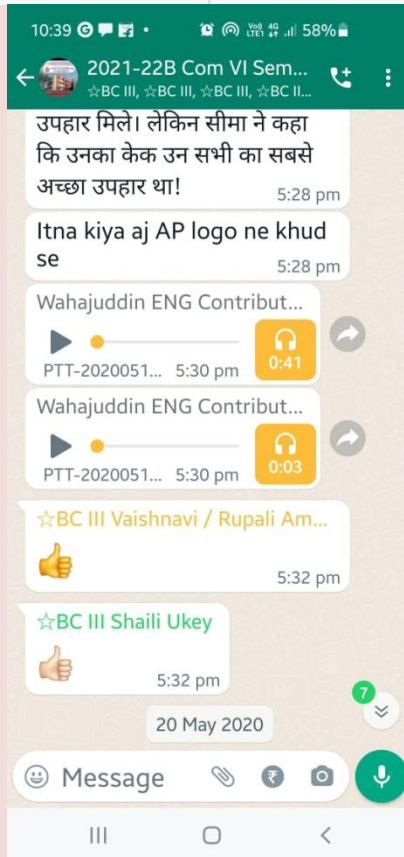 10:39
Vo)) 4G
LTE1
58%
2021-22B Com VI Sem...
☆BC III, ☆BC III, ☆BC III, ☆BC II...
उपहार मिले। लेकिन सीमा ने कहा
कि उनका केक उन सभी का सबसे
अच्छा उपहार था!
5:28 pm
Itna kiya aj AP logo ne khud
se
5:28 pm
Wahajuddin ENG Contribut...
0:41
PTT-2020051... 5:30 pm
Wahajuddin ENG Contribut...
0:03
PTT-2020051... 5:30 pm
☆BC III Vaishnavi / Rupali Am...
👍
5:32 pm
☆BC III Shaili Ukey
👍🏻
5:32 pm
7
20 May 2020
Message
₹